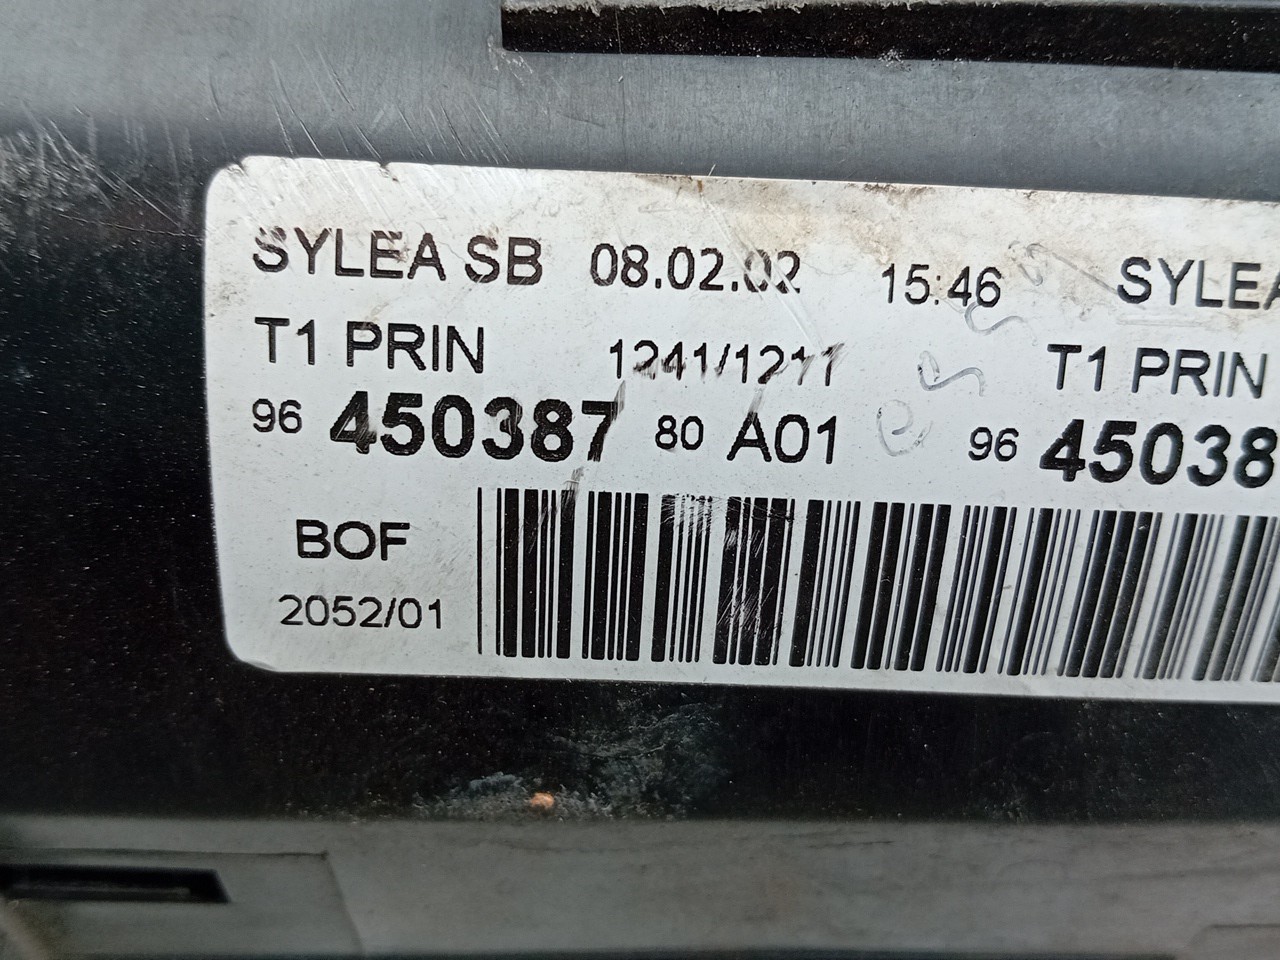 SYLEA SB 08.02.02 15:46 SYLEA
T1 PRIN 1241/1211 T1 PRIN
96 450387 80 A01 96 45038
BOF
2052/01